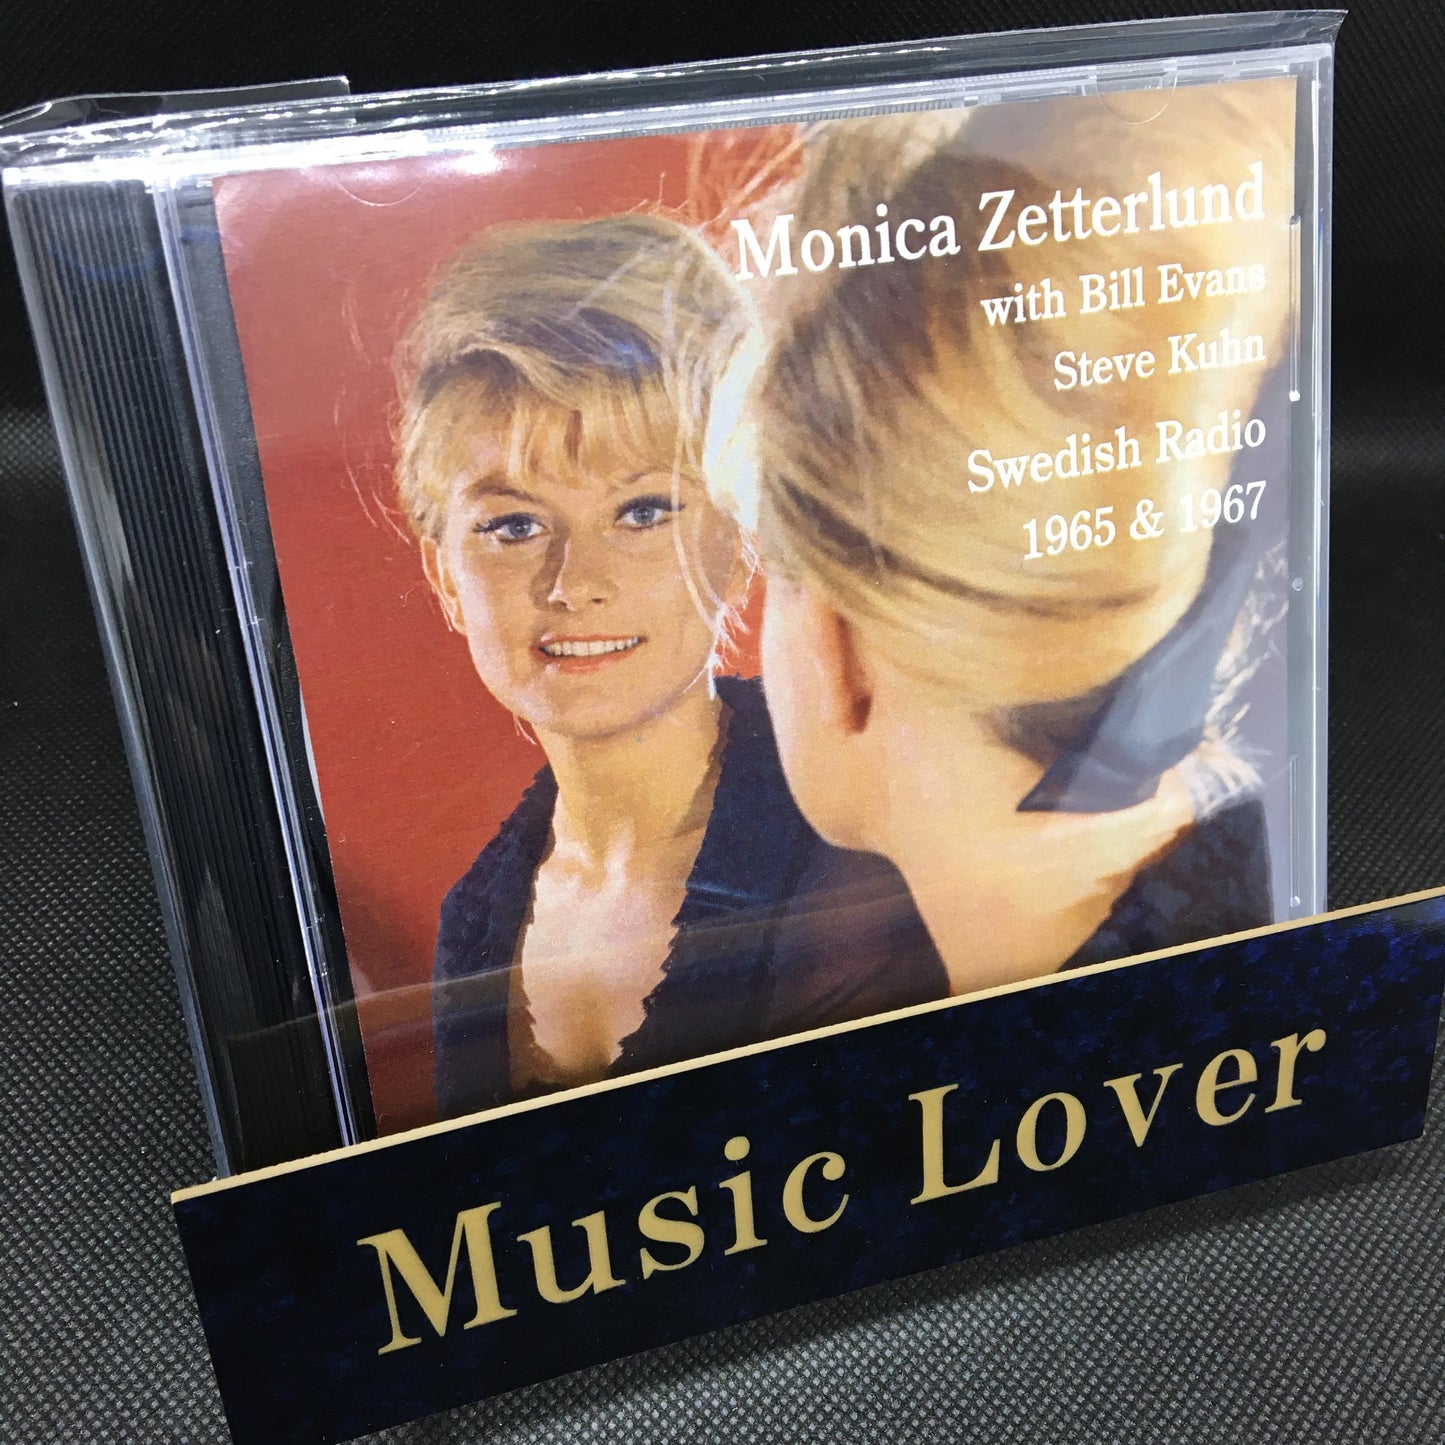 Monica Zetterlund
with Bill Evans
Steve Kuhn
Swedish Radio
1965 & 1967
Music Lover